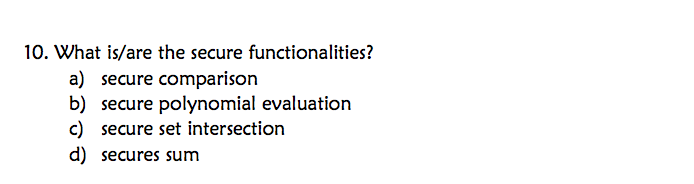 10. What is/are the secure functionalities?
a) secure comparison
b) secure polynomial evaluation
c) secure set intersection
d) secures sum